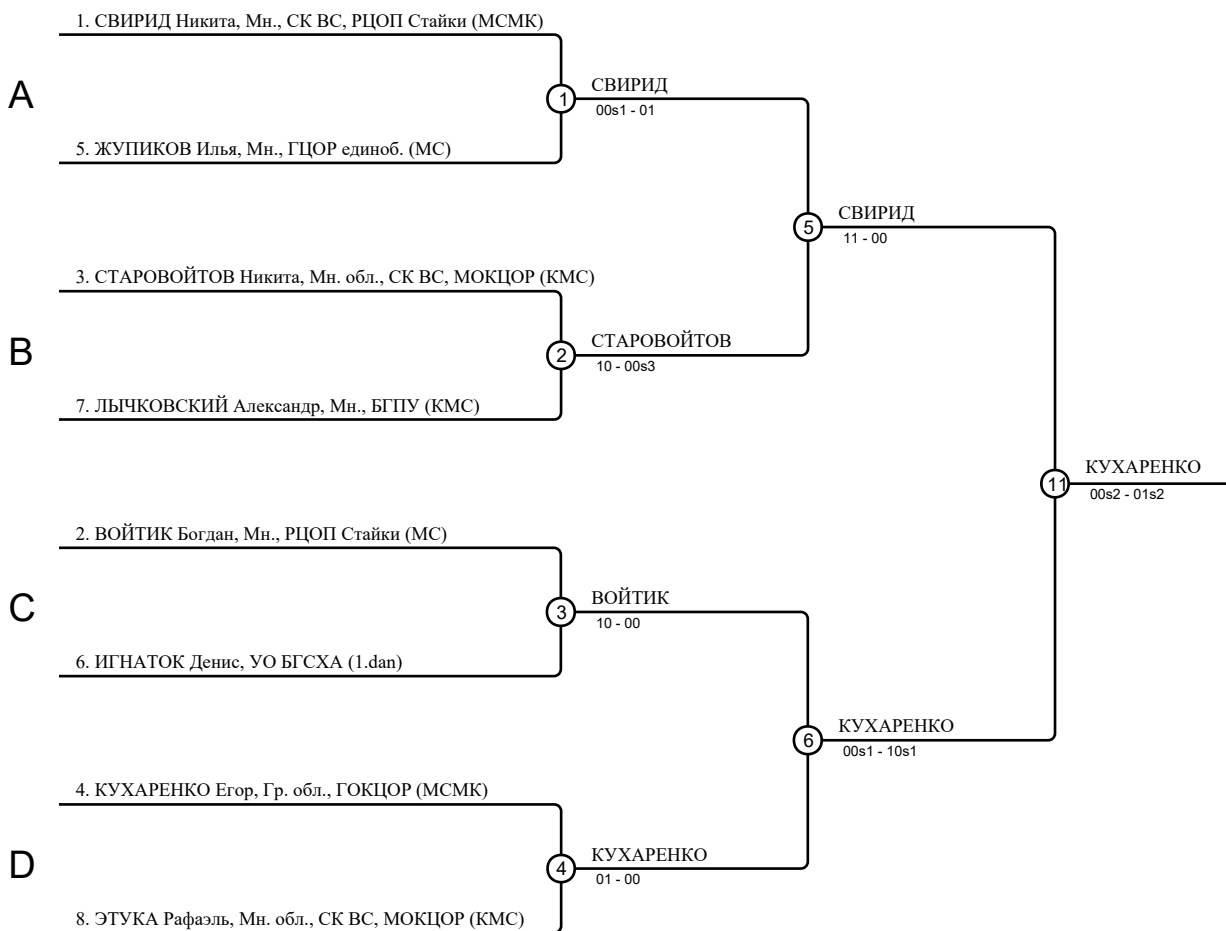 1. СВИРИД Никита, Мн., СК ВС, РЦОП Стайки (МСМК)
A
1
СВИРИД
00s1 - 01
5. ЖУПИКОВ Илья, Мн., ГЦОР единоб. (МС)
5
СВИРИД
11 - 00
3. СТАРОВОЙТОВ Никита, Мн. обл., СК ВС, МОКЦОР (КМС)
B
2
СТАРОВОЙТОВ
10 - 00s3
7. ЛЫЧКОВСКИЙ Александр, Мн., БГПУ (КМС)
11
КУХАРЕНКО
00s2 - 01s2
2. ВОЙТИК Богдан, Мн., РЦОП Стайки (МС)
C
3
ВОЙТИК
10 - 00
6. ИГНАТОК Денис, УО БГСХА (1.dan)
6
КУХАРЕНКО
00s1 - 10s1
4. КУХАРЕНКО Егор, Гр. обл., ГОКЦОР (МСМК)
D
4
КУХАРЕНКО
01 - 00
8. ЭТУКА Рафаэль, Мн. обл., СК ВС, МОКЦОР (КМС)